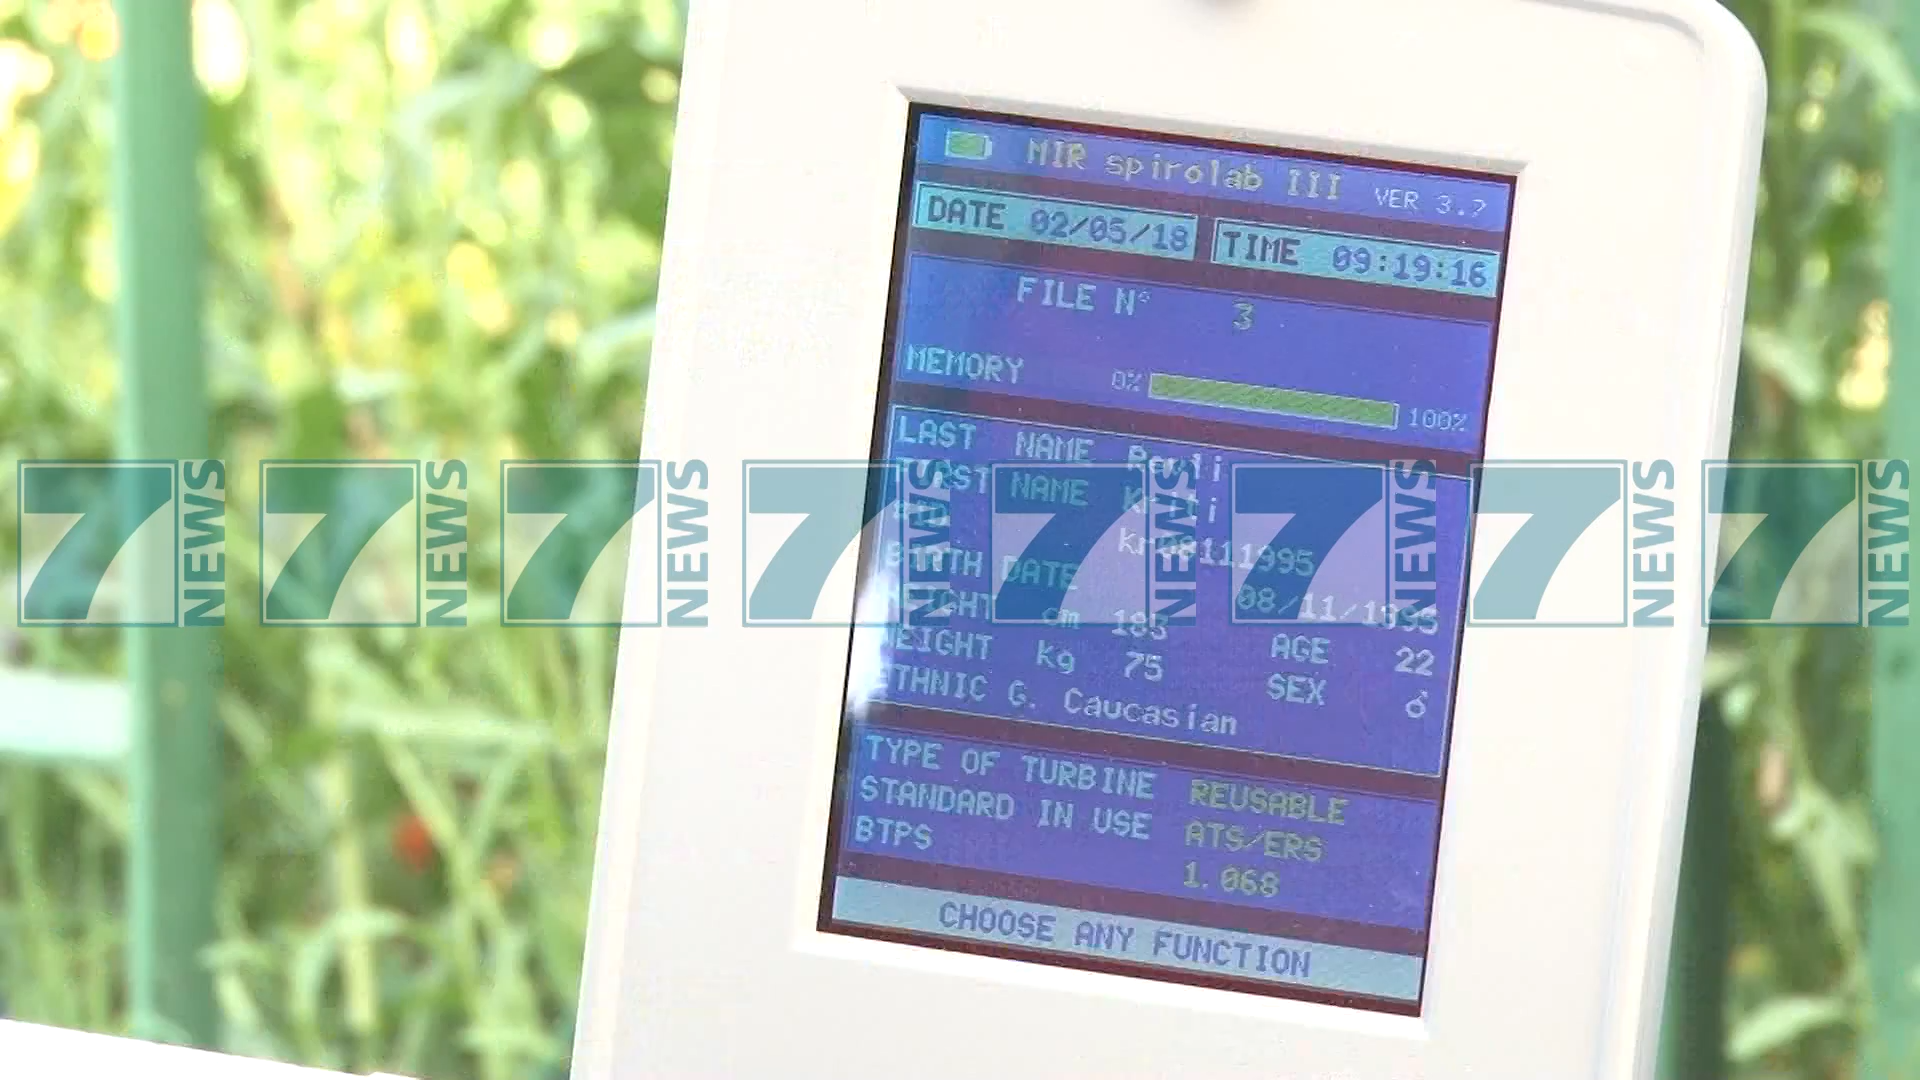 MIR spirolab III VER 3.7
DATE 02/05/18 TIME 09:19:16
FILE N° 3
MEMORY 0% 100%
LAST NAME
FIRST NAME
BIRTH DATE 08/11/1995
cm 185 AGE 22
WEIGHT kg 75 SEX ♂
ETHNIC G. Caucasian
TYPE OF TURBINE REUSABLE
STANDARD IN USE ATS/ERS
BTPS 1.068
CHOOSE ANY FUNCTION
7 NEWS 7 NEWS 7 NEWS 7 NEWS 7 NEWS 7 NEWS 7 NEWS 7 NEWS